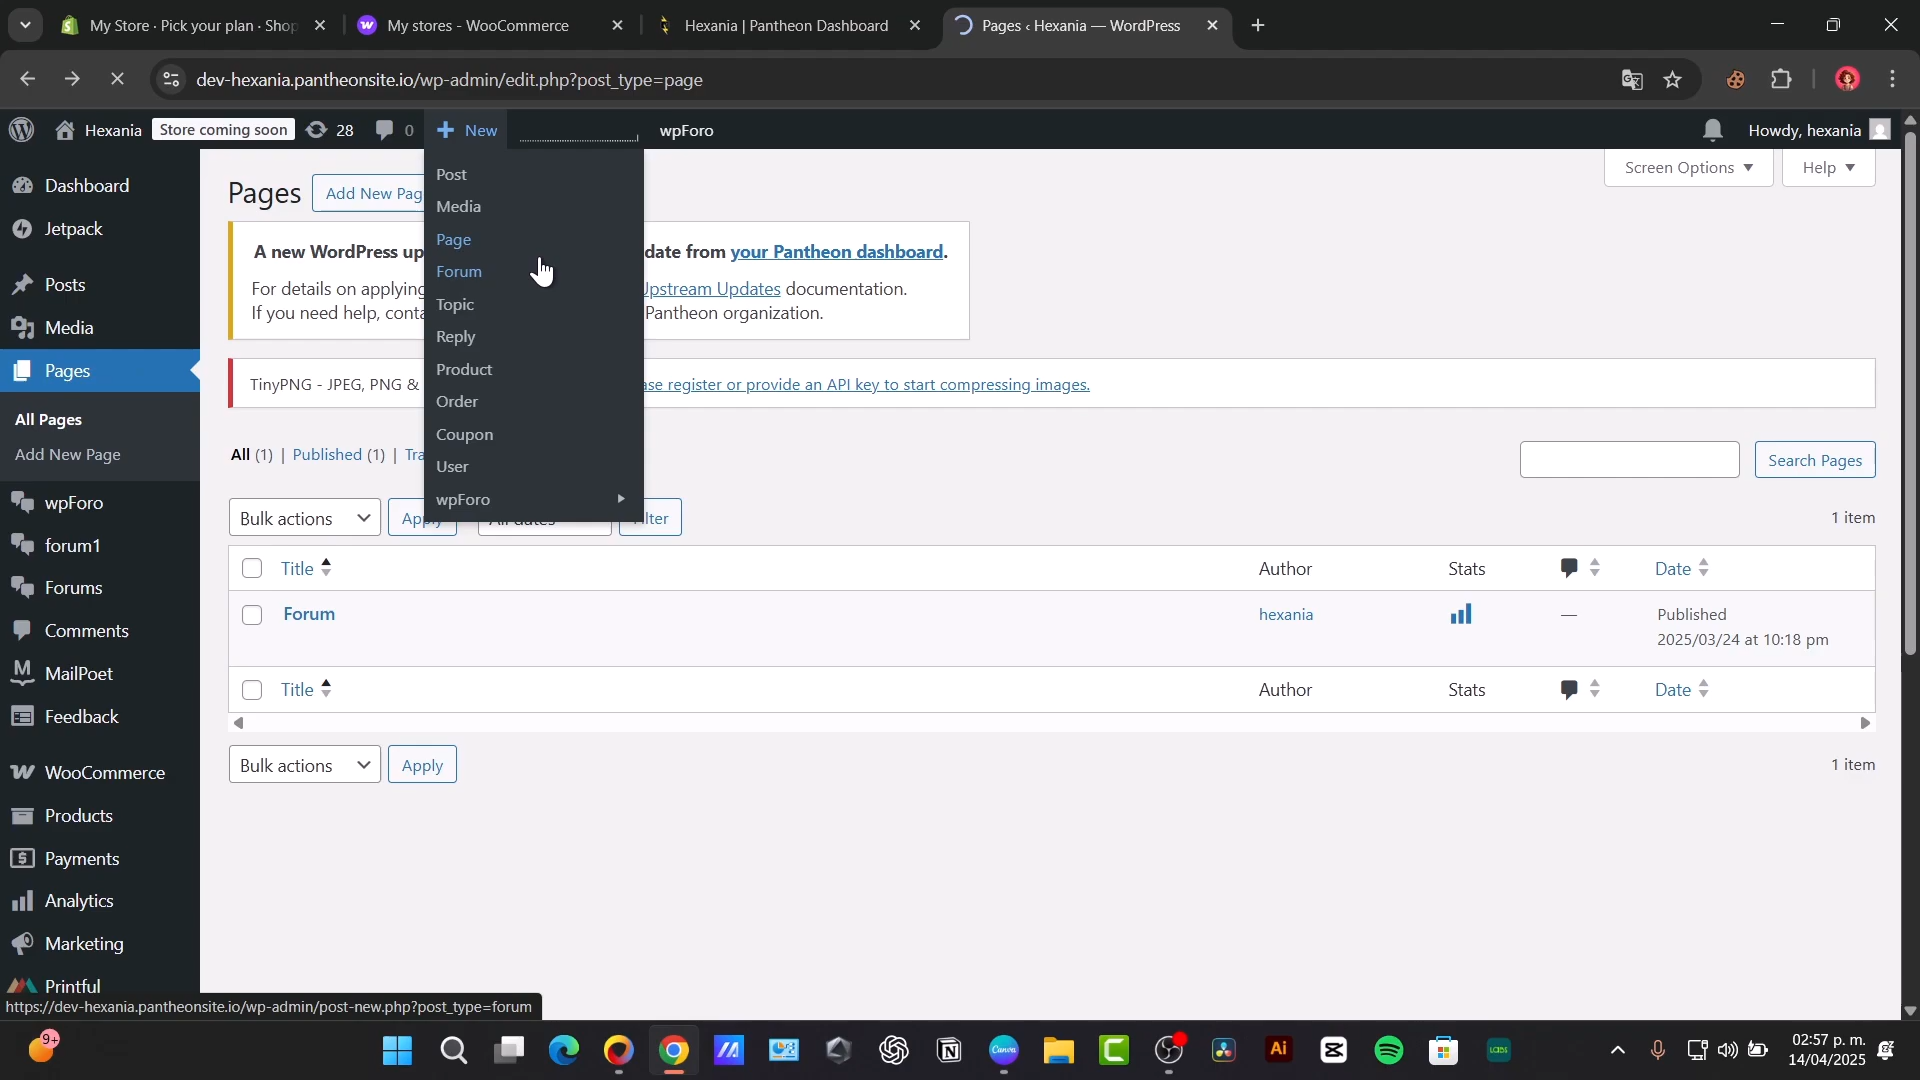 My Store · Pick your plan · Shop
My stores - WooCommerce
Hexania | Pantheon Dashboard
Pages ‹ Hexania — WordPress
dev-hexania.pantheonsite.io/wp-admin/edit.php?post_type=page
Hexania
Store coming soon
28
0
New
wpForo
Howdy, hexania
Dashboard
Jetpack
Posts
Media
Pages
All Pages
Add New Page
wpForo
forum1
Forums
Comments
MailPoet
Feedback
WooCommerce
Products
Payments
Analytics
Marketing
Printful
Post
Media
Page
Forum
Topic
Reply
Product
Order
Coupon
User
wpForo
Pages
Add New Pag
Screen Options
Help
A new WordPress up
date from your Pantheon dashboard.
For details on applying
Upstream Updates documentation.
If you need help, conta
Pantheon organization.
TinyPNG - JPEG, PNG &
ase register or provide an API key to start compressing images.
All (1) | Published (1) | Tra
Search Pages
Bulk actions
Apply
All dates
ilter
1 item
Title
Author
Stats
Date
Forum
hexania
—
Published
2025/03/24 at 10:18 pm
Title
Author
Stats
Date
Bulk actions
Apply
1 item
https://dev-hexania.pantheonsite.io/wp-admin/post-new.php?post_type=forum
9+
Canva
Ai
02:57 p. m.
14/04/2025